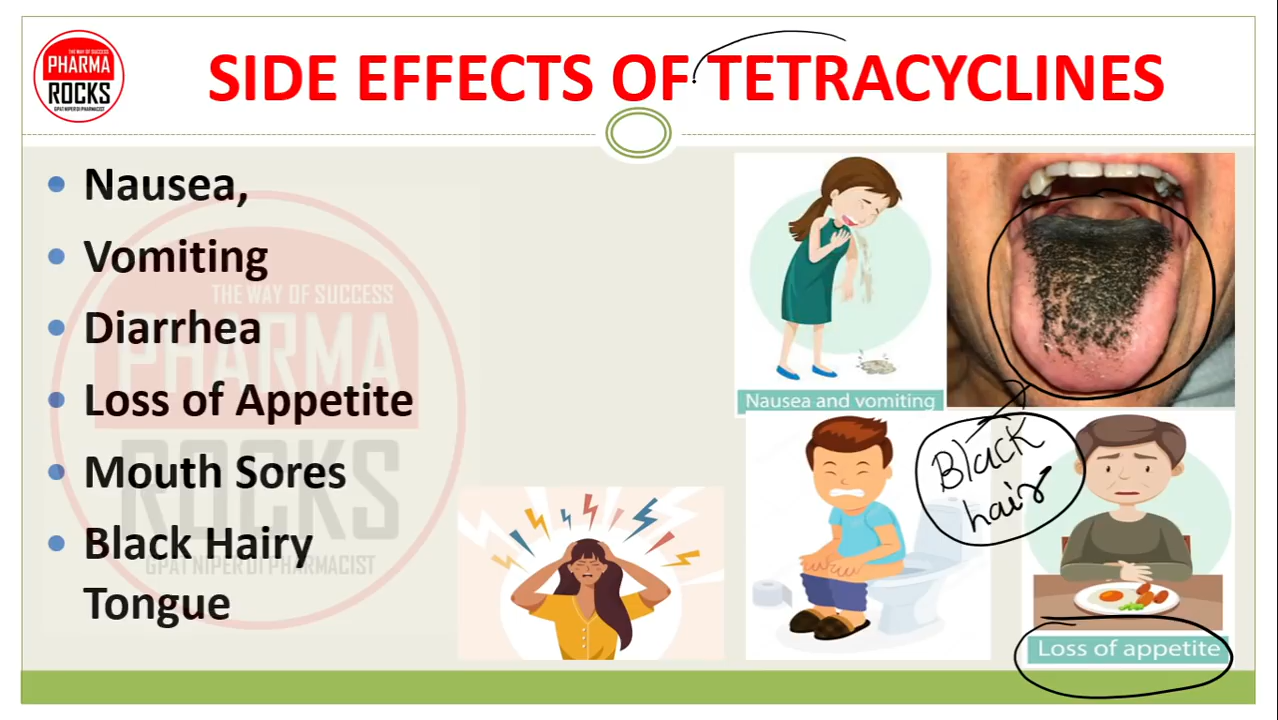 THE WAY OF SUCCESS
PHARMA
ROCKS
GPAT NIPER DI PHARMACIST
SIDE EFFECTS OF TETRACYCLINES
Nausea,
Vomiting
Diarrhea
Loss of Appetite
Mouth Sores
Black Hairy
Tongue
THE WAY OF SUCCESS
PHARMA
ROCKS
GPAT NIPER DI PHARMACIST
Nausea and vomiting
Black
hair
Loss of appetite